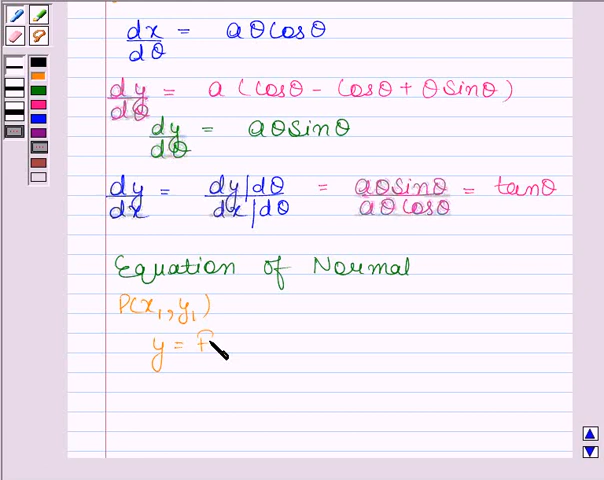 dx/dθ = aθcosθ
dy/dθ = a (cosθ - cosθ + θsinθ)
dy/dθ = aθsinθ
dy/dx = dy|dθ / dx|dθ = aθsinθ / aθcosθ = tanθ
Equation of Normal
P(x₁, y₁)
y =